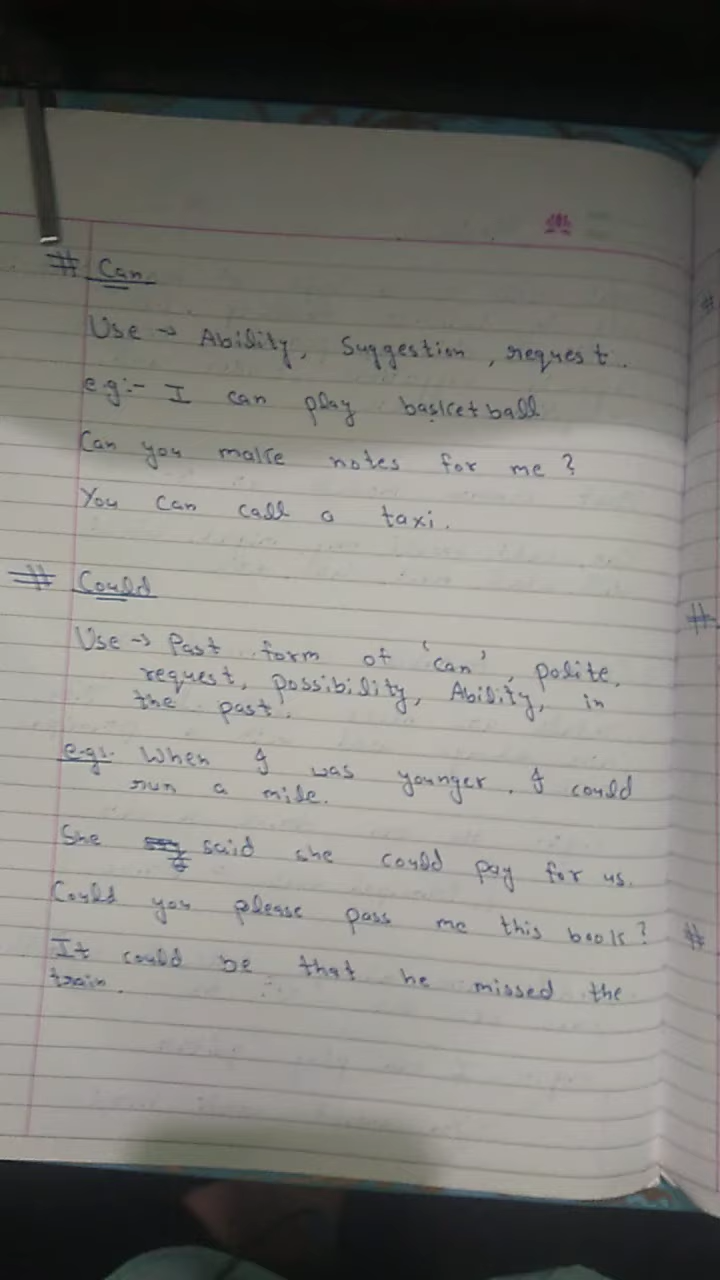 # Can
Use → Ability, Suggestion, request.
e.g:- I can play basketball
Can you make notes for me?
You can call a taxi.
# Could
Use → Past form of 'can', polite,
request, possibility, Ability, in
the past.
e.g:- When I was younger, I could
run a mile.
She said she could pay for us.
Could you please pass me this book?
It could be that he missed the
train.
#
#
#